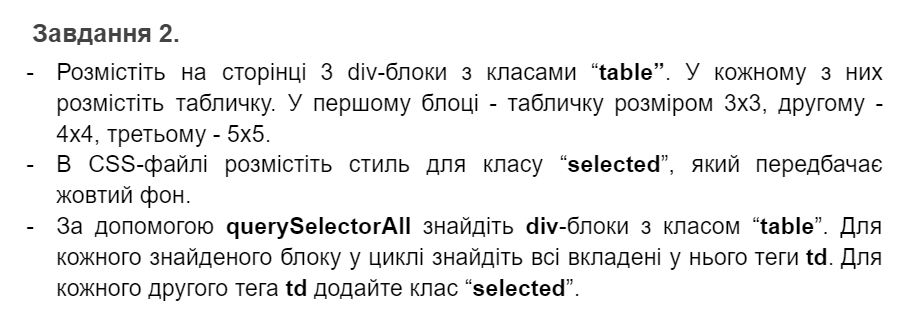 Завдання 2.
- Розмістіть на сторінці 3 div-блоки з класами “table”. У кожному з них
розмістіть табличку. У першому блоці - табличку розміром 3х3, другому -
4х4, третьому - 5х5.
- В CSS-файлі розмістіть стиль для класу “selected”, який передбачає
жовтий фон.
- За допомогою querySelectorAll знайдіть div-блоки з класом “table”. Для
кожного знайденого блоку у циклі знайдіть всі вкладені у нього теги td. Для
кожного другого тега td додайте клас “selected”.